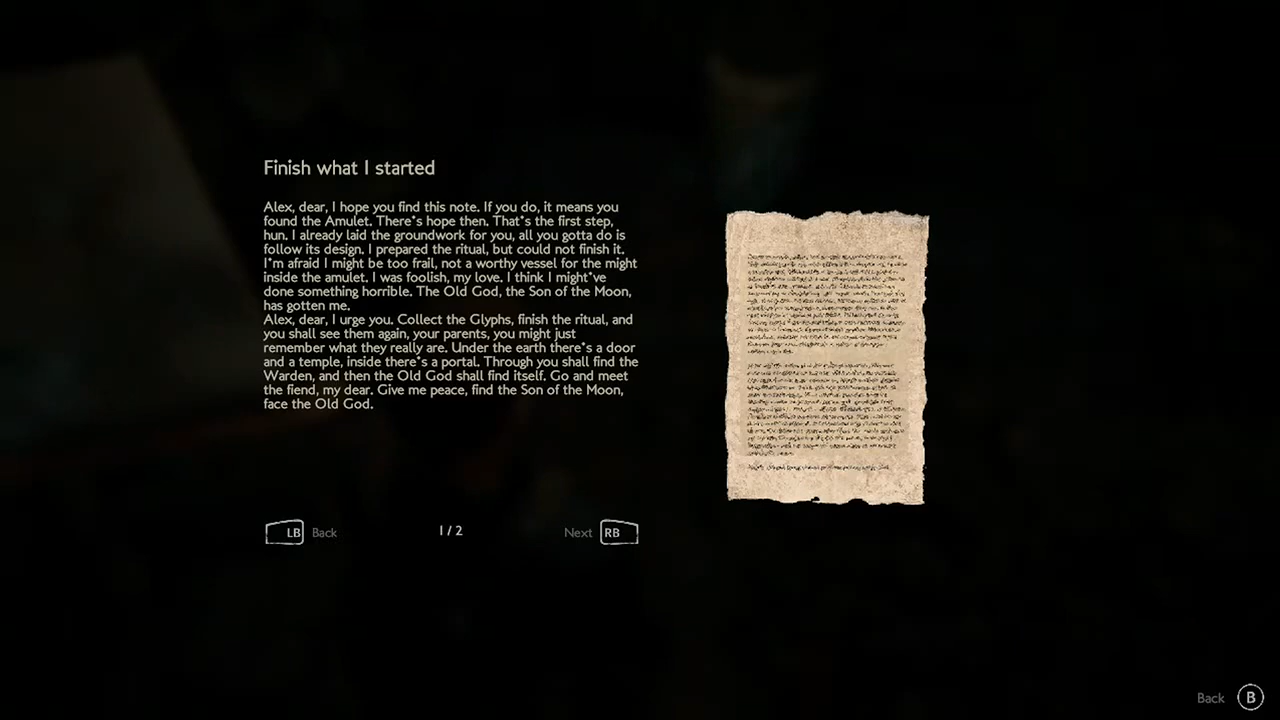 Finish what I started
Alex, dear, I hope you find this note. If you do, it means you
found the Amulet. There*s hope then. That*s the first step,
hun. I already laid the groundwork for you, all you gotta do is
follow its design. I prepared the ritual, but could not finish it.
I*m afraid I might be too frail, not a worthy vessel for the might
inside the amulet. I was foolish, my love. I think I might*ve
done something horrible. The Old God, the Son of the Moon,
has gotten me.
Alex, dear, I urge you. Collect the Glyphs, finish the ritual, and
you shall see them again, your parents, you might just
remember what they really are. Under the earth there*s a door
and a temple, inside there*s a portal. Through you shall find the
Warden, and then the Old God shall find itself. Go and meet
the fiend, my dear. Give me peace, find the Son of the Moon,
face the Old God.
LB Back 1/2 Next RB
Back B